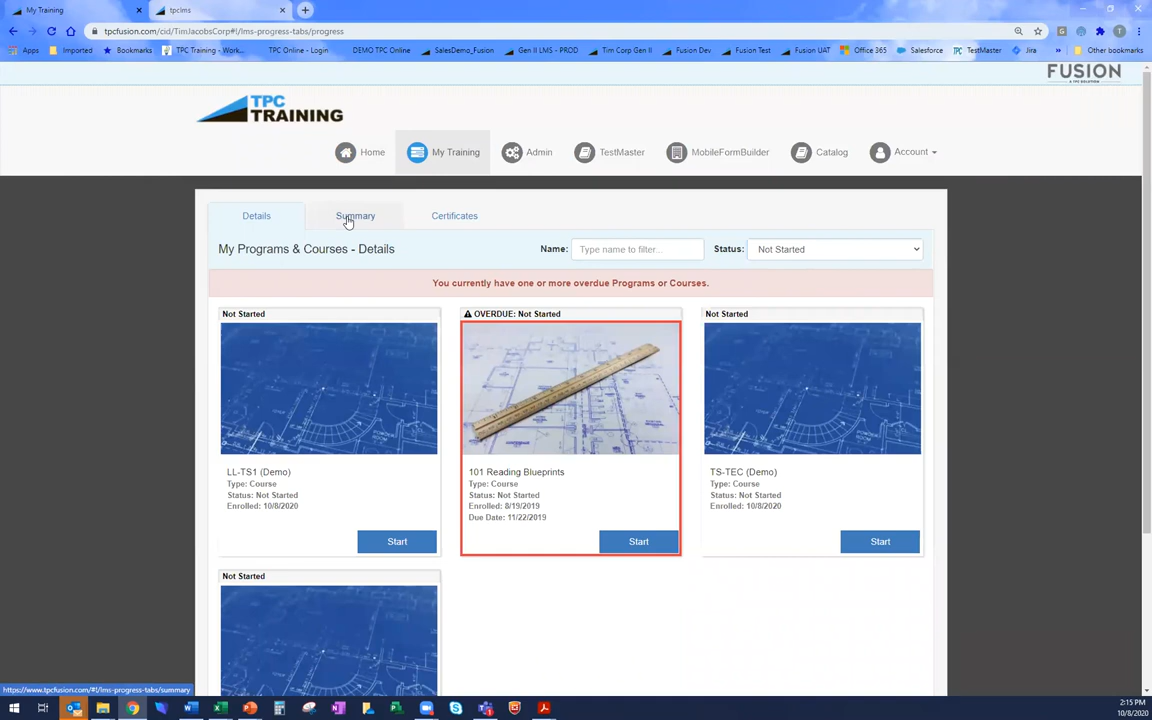 My Training
tpclms
tpcfusion.com/cid/TimJacobsCorp#!/lms-progress-tabs/progress
Apps Imported Bookmarks TPC Training - Work... TPC Online - Login DEMO TPC Online SalesDemo_Fusion Gen II LMS - PROD Tim Corp Gen II Fusion Dev Fusion Test Fusion UAT Office 365 Salesforce TestMaster Jira » Other bookmarks
FUSION
A TPC SOLUTION
TPC
TRAINING
Home My Training Admin TestMaster MobileFormBuilder Catalog Account
Details Summary Certificates
My Programs & Courses - Details Name: Type name to filter... Status: Not Started
You currently have one or more overdue Programs or Courses.
Not Started
LL-TS1 (Demo)
Type: Course
Status: Not Started
Enrolled: 10/8/2020
Start
OVERDUE: Not Started
101 Reading Blueprints
Type: Course
Status: Not Started
Enrolled: 8/19/2019
Due Date: 11/22/2019
Start
Not Started
TS-TEC (Demo)
Type: Course
Status: Not Started
Enrolled: 10/8/2020
Start
Not Started
https://www.tpcfusion.com/#!/lms-progress-tabs/summary
2:15 PM
10/8/2020